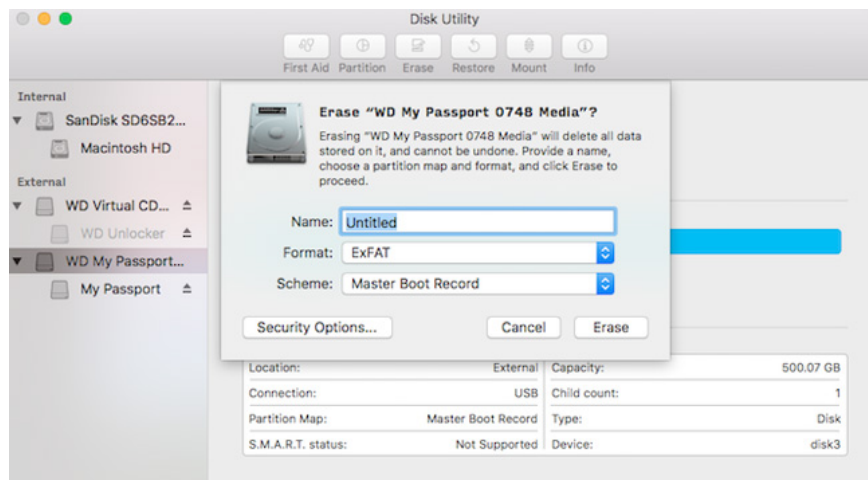 Disk Utility
First Aid Partition Erase Restore Mount Info
Internal
SanDisk SD6SB2...
Macintosh HD
External
WD Virtual CD...
WD Unlocker
WD My Passport...
My Passport
Erase “WD My Passport 0748 Media”?
Erasing “WD My Passport 0748 Media” will delete all data
stored on it, and cannot be undone. Provide a name,
choose a partition map and format, and click Erase to
proceed.
Name: Untitled
Format: ExFAT
Scheme: Master Boot Record
Security Options... Cancel Erase
Location: External Capacity: 500.07 GB
Connection: USB Child count: 1
Partition Map: Master Boot Record Type: Disk
S.M.A.R.T. status: Not Supported Device: disk3